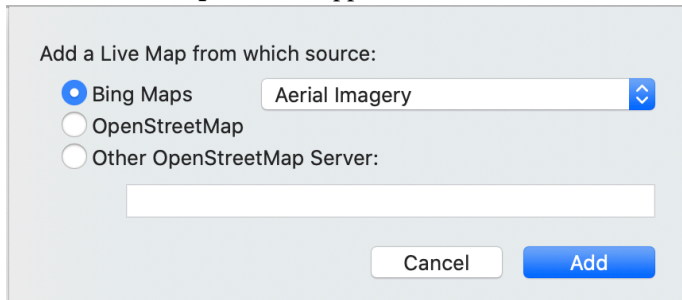 Add a Live Map from which source:
Bing Maps Aerial Imagery
OpenStreetMap
Other OpenStreetMap Server:
Cancel Add